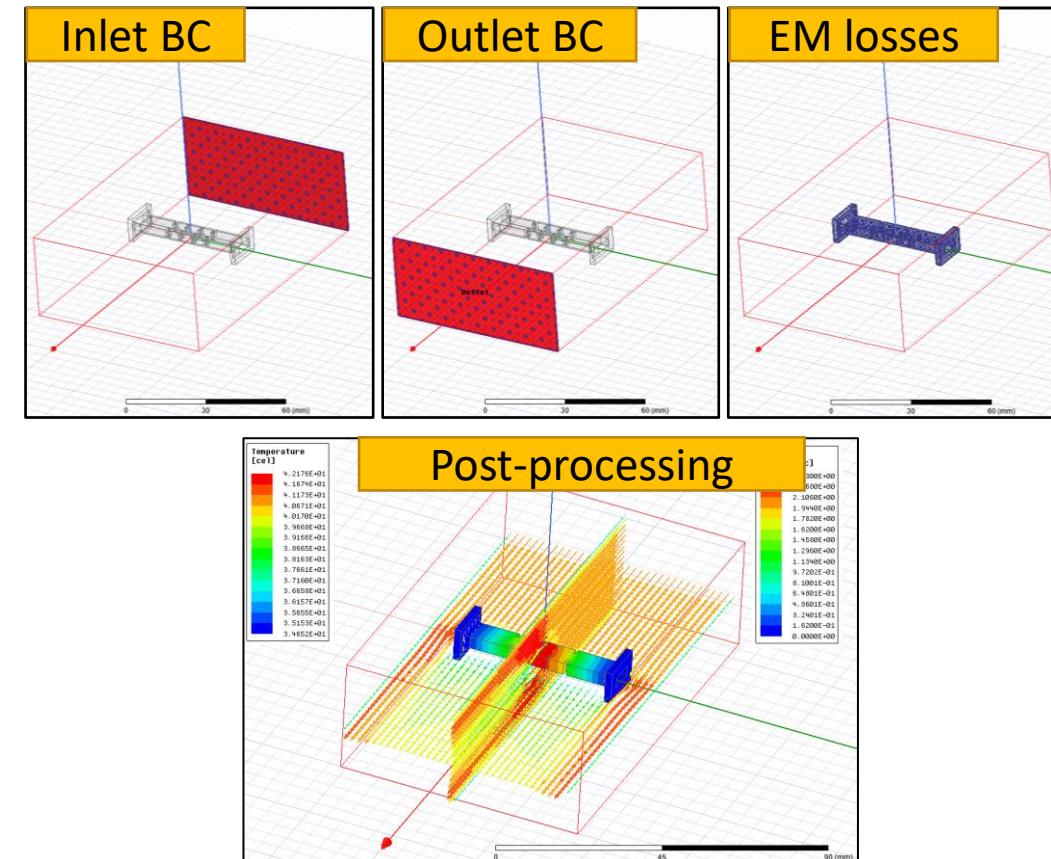 Inlet BC
Outlet BC
EM losses
Outlet
0 30 60 (mm)
0 30 60 (mm)
0 30 60 (mm)
Post-processing
Temperature
[cel]
4.2176E+01
4.1674E+01
4.1173E+01
4.0671E+01
4.0170E+01
3.9668E+01
3.9166E+01
3.8665E+01
3.8163E+01
3.7661E+01
3.7160E+01
3.6658E+01
3.6157E+01
3.5655E+01
3.5153E+01
3.4652E+01
2.1060E+00
1.9440E+00
1.7820E+00
1.6200E+00
1.4580E+00
1.2960E+00
1.1340E+00
9.7202E-01
8.1001E-01
6.4801E-01
4.8601E-01
3.2401E-01
1.6200E-01
0.0000E+00
0 45 90 (mm)